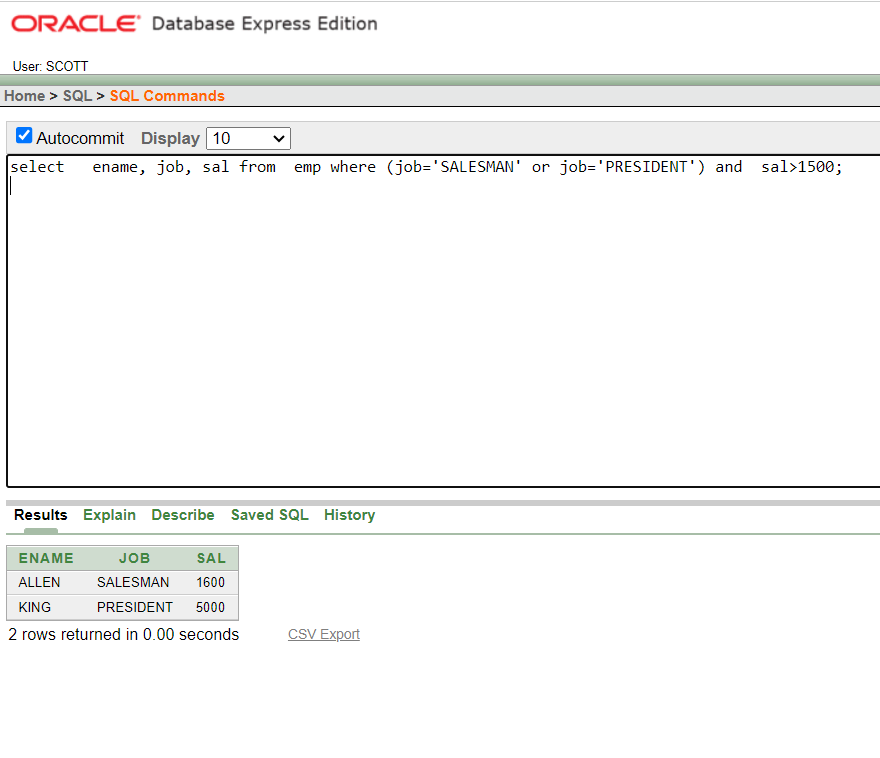 ORACLE Database Express Edition
User: SCOTT
Home > SQL > SQL Commands
Autocommit Display 10
select   ename, job, sal from  emp where (job='SALESMAN' or job='PRESIDENT') and  sal>1500;
Results Explain Describe Saved SQL History
ENAME JOB SAL
ALLEN SALESMAN 1600
KING PRESIDENT 5000
2 rows returned in 0.00 seconds CSV Export